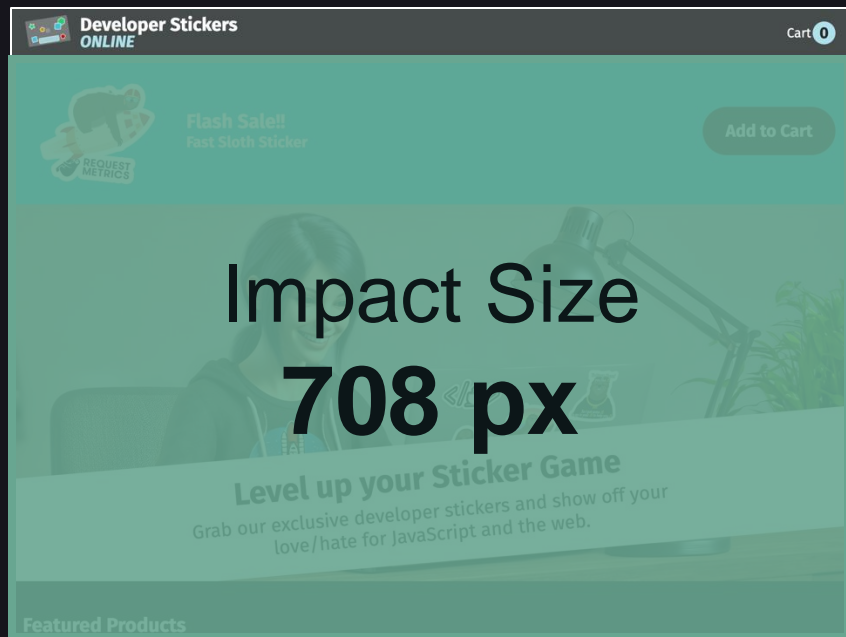 Developer Stickers
ONLINE
Cart 0
Flash Sale!!
Fast Sloth Sticker
Add to Cart
REQUEST
METRICS
Impact Size
708 px
</>
Level up your Sticker Game
Grab our exclusive developer stickers and show off your
love/hate for JavaScript and the web.
Featured Products